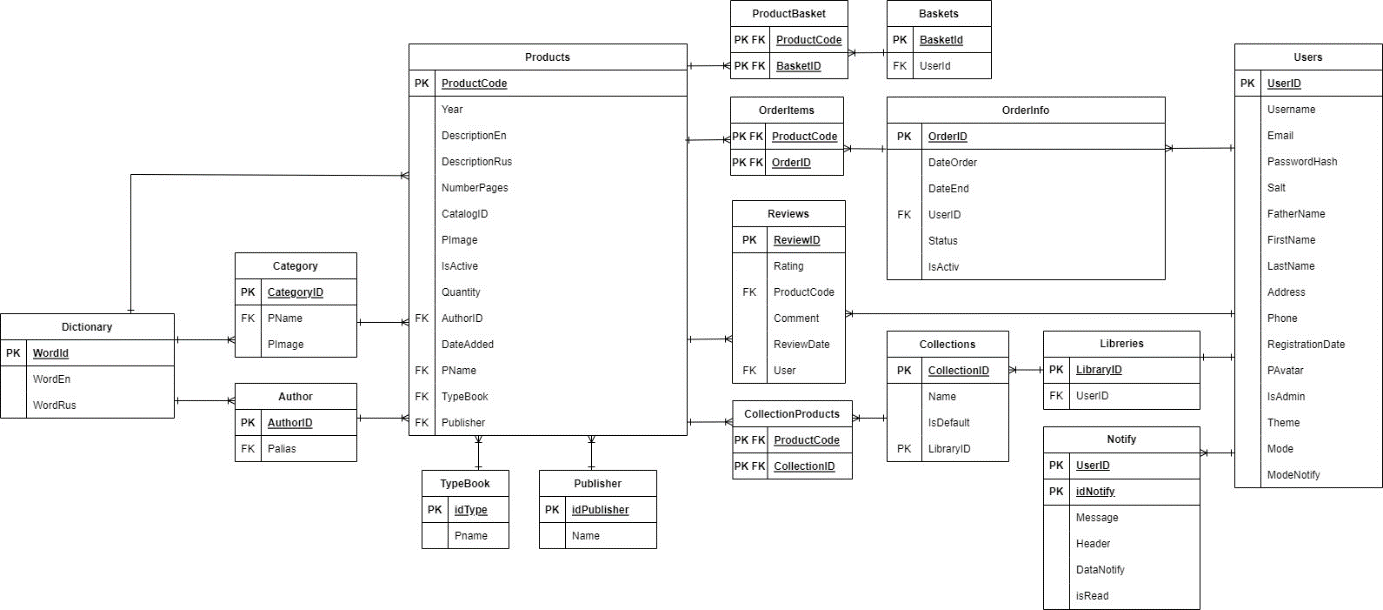 ProductBasket
PK FK ProductCode
PK FK BasketID
Baskets
PK BasketId
FK UserId
Products
PK ProductCode
Year
DescriptionEn
DescriptionRus
NumberPages
CatalogID
PImage
IsActive
Quantity
FK AuthorID
DateAdded
FK PName
FK TypeBook
FK Publisher
OrderItems
PK FK ProductCode
PK FK OrderID
OrderInfo
PK OrderID
DateOrder
DateEnd
FK UserID
Status
IsActiv
Users
PK UserID
Username
Email
PasswordHash
Salt
FatherName
FirstName
LastName
Address
Phone
RegistrationDate
PAvatar
IsAdmin
Theme
Mode
ModeNotify
Reviews
PK ReviewID
Rating
FK ProductCode
Comment
ReviewDate
FK User
Category
PK CategoryID
FK PName
PImage
Dictionary
PK WordId
WordEn
WordRus
Author
PK AuthorID
FK Palias
Collections
PK CollectionID
Name
IsDefault
PK LibraryID
Libreries
PK LibraryID
FK UserID
CollectionProducts
PK FK ProductCode
PK FK CollectionID
Notify
PK UserID
PK idNotify
Message
Header
DataNotify
isRead
TypeBook
PK idType
Pname
Publisher
PK idPublisher
Name